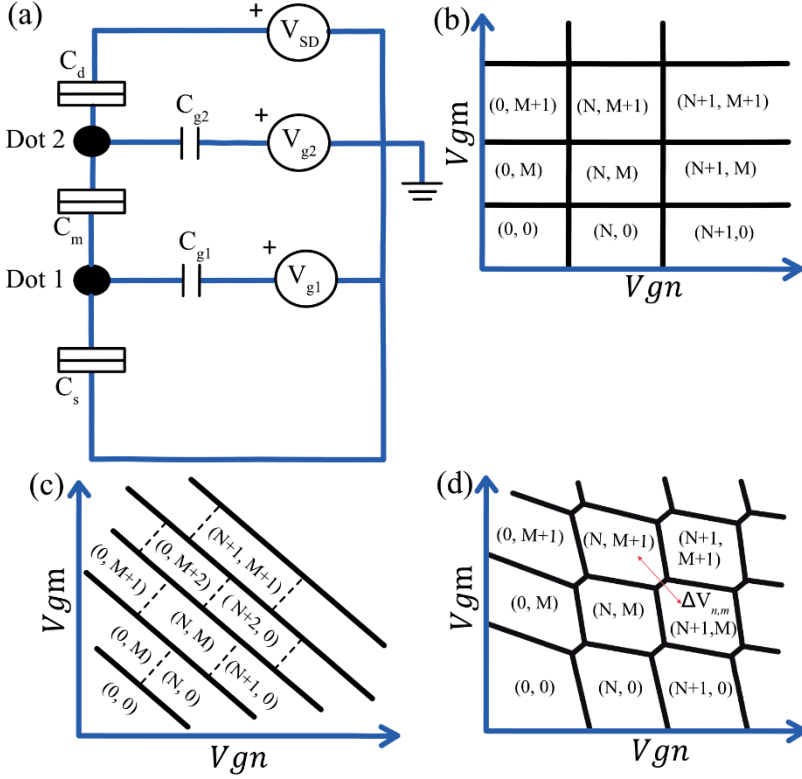 (a)
+
V_SD
C_d
C_g2
+
Dot 2
V_g2
C_m
C_g1
+
Dot 1
V_g1
C_s
(b)
Vgm
(0, M+1)
(N, M+1)
(N+1, M+1)
(0, M)
(N, M)
(N+1, M)
(0, 0)
(N, 0)
(N+1,0)
Vgn
(c)
Vgm
(0, M+1)
(0, M+2)
(N+1, M+1)
(0, M)
(N, M)
(N+2, 0)
(0, 0)
(N, 0)
(N+1, 0)
Vgn
(d)
Vgm
(0, M+1)
(N, M+1)
(N+1,
M+1)
(0, M)
(N, M)
ΔV_n,m
(N+1,M)
(0, 0)
(N, 0)
(N+1, 0)
Vgn